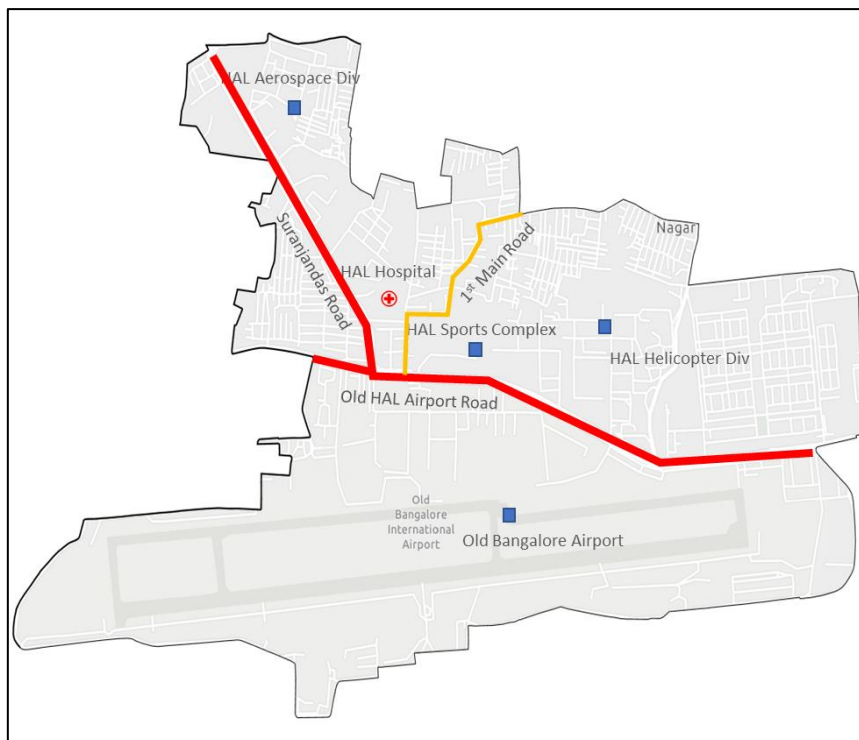 HAL Aerospace Div
Suranjandas Road
Nagar
1st Main Road
HAL Hospital
HAL Sports Complex
HAL Helicopter Div
Old HAL Airport Road
Old
Bangalore
International
Airport
Old Bangalore Airport